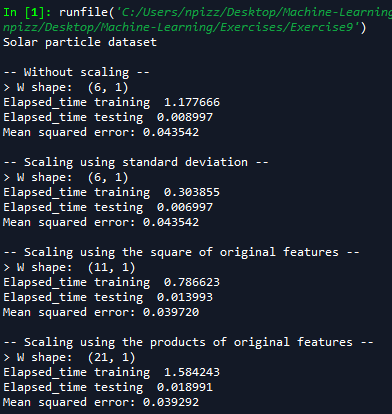 In [1]: runfile('C:/Users/npizz/Desktop/Machine-Learning
npizz/Desktop/Machine-Learning/Exercises/Exercise9')
Solar particle dataset
-- Without scaling --
> W shape:  (6, 1)
Elapsed_time training  1.177666
Elapsed_time testing  0.008997
Mean squared error: 0.043542
-- Scaling using standard deviation --
> W shape:  (6, 1)
Elapsed_time training  0.303855
Elapsed_time testing  0.006997
Mean squared error: 0.043542
-- Scaling using the square of original features --
> W shape:  (11, 1)
Elapsed_time training  0.786623
Elapsed_time testing  0.013993
Mean squared error: 0.039720
-- Scaling using the products of original features --
> W shape:  (21, 1)
Elapsed_time training  1.584243
Elapsed_time testing  0.018991
Mean squared error: 0.039292